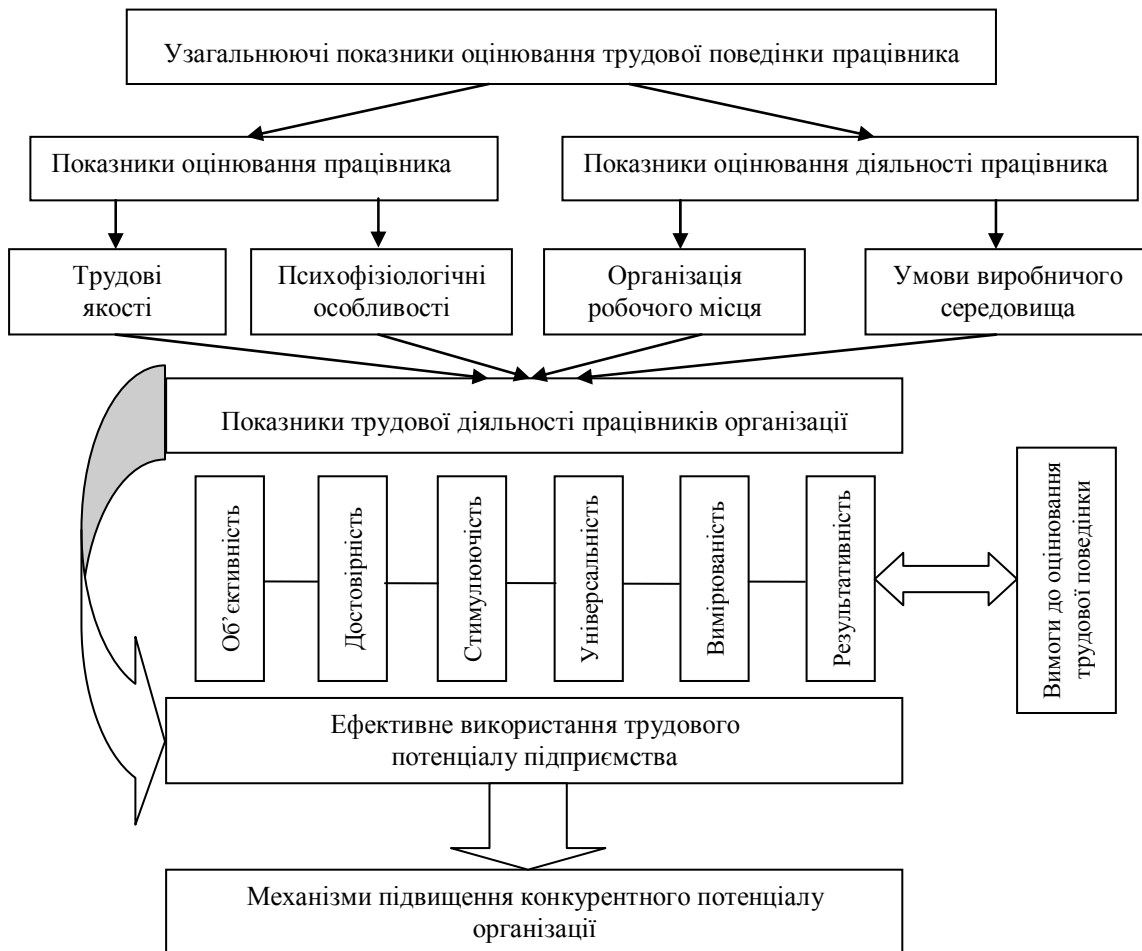 Узагальнюючі показники оцінювання трудової поведінки працівника
Показники оцінювання працівника
Показники оцінювання діяльності працівника
Трудові
якості
Психофізіологічні
особливості
Організація
робочого місця
Умови виробничого
середовища
Показники трудової діяльності працівників організації
Об’єктивність
Достовірність
Стимулюючість
Універсальність
Вимірюваність
Результативність
Вимоги до оцінювання
трудової поведінки
Ефективне використання трудового
потенціалу підприємства
Механізми підвищення конкурентного потенціалу
організації